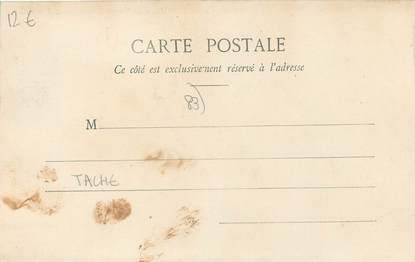 12 €
CARTE POSTALE
Ce côté est exclusivement réservé à l'adresse
83)
M
TACHE